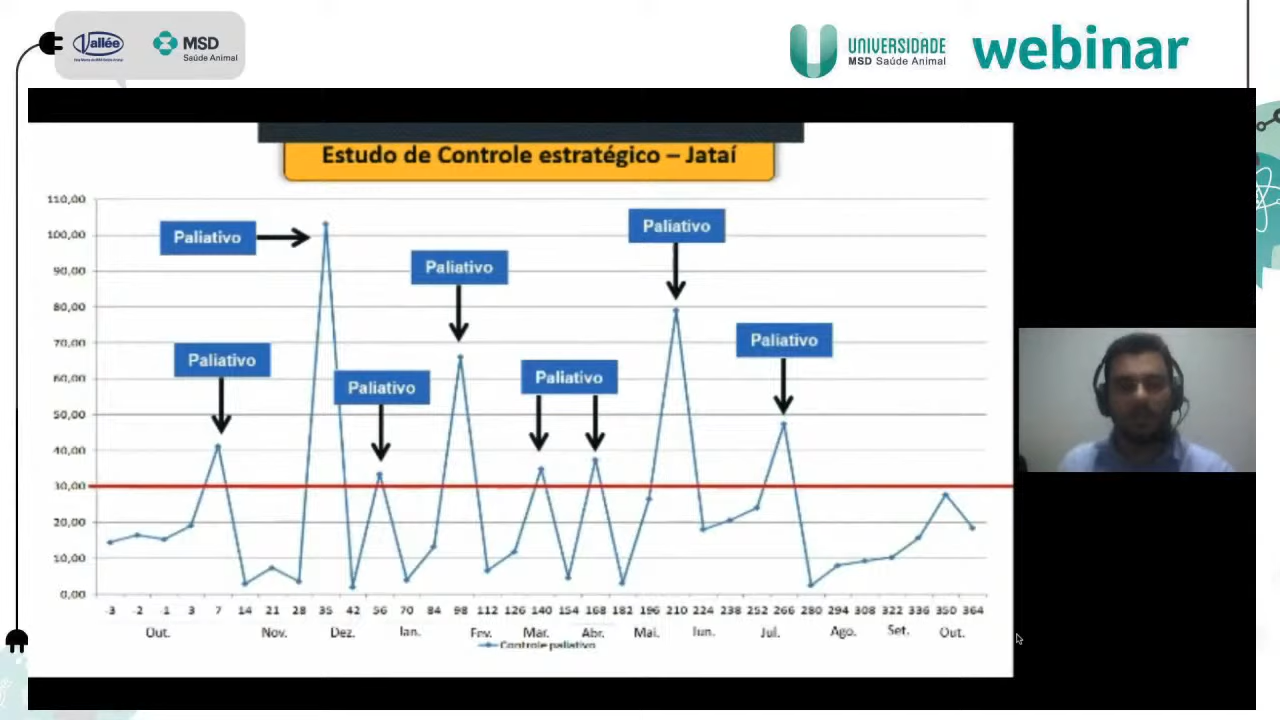 Vallée
MSD
Saúde Animal
UNIVERSIDADE
MSD Saúde Animal
webinar
Estudo de Controle estratégico – Jataí
110,00
100,00
90,00
80,00
70,00
60,00
50,00
40,00
30,00
20,00
10,00
0,00
Paliativo
Paliativo
Paliativo
Paliativo
Paliativo
Paliativo
Paliativo
-3 -2 -1 3 7 14 21 28 35 42 56 70 84 98 112 126 140 154 168 182 196 210 224 238 252 266 280 294 308 322 336 350 364
Out. Nov. Dez. Jan. Fev. Mar. Abr. Mai. Jun. Jul. Ago. Set. Out.
Controle paliativo